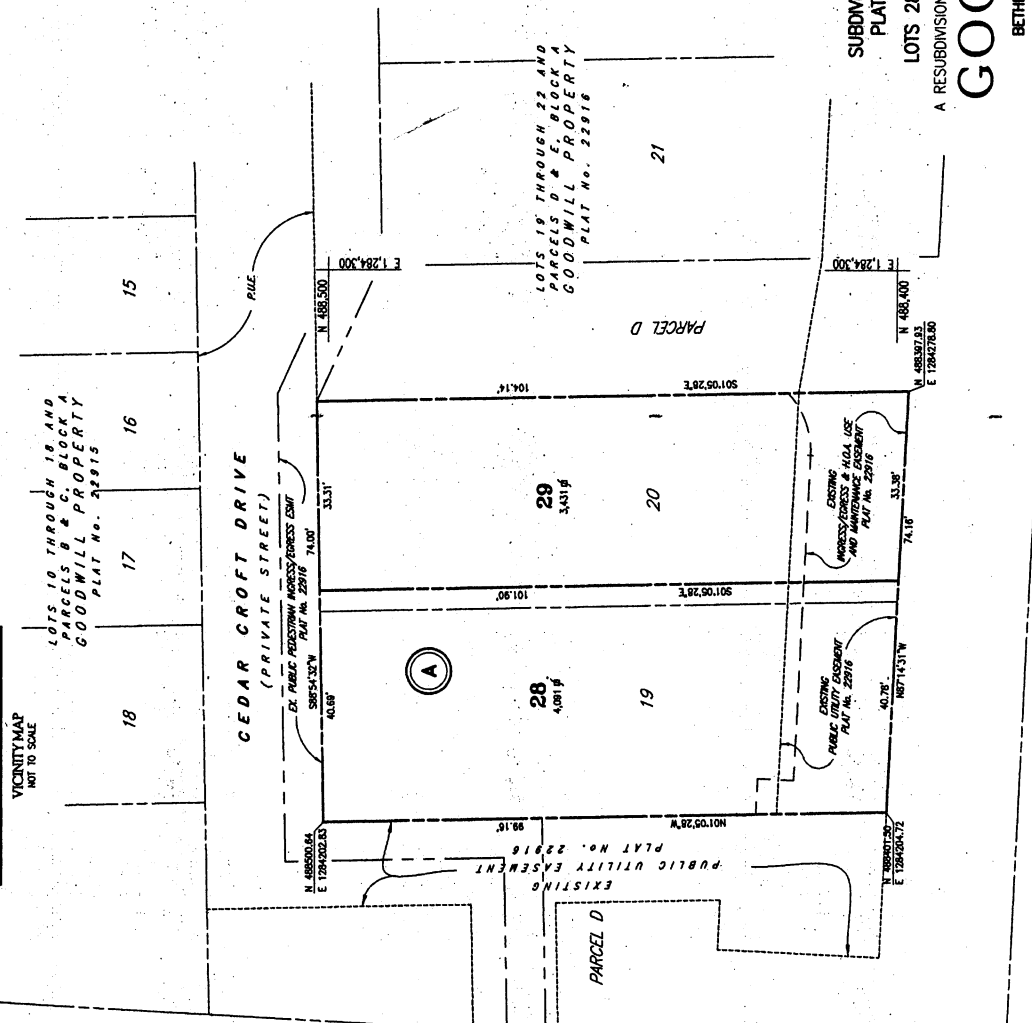 VICINITY MAP
NOT TO SCALE
LOTS 10 THROUGH 18 AND
PARCELS B & C, BLOCK A
GOODWILL PROPERTY
PLAT No. 22915
15
16
17
18
P.U.E.
CEDAR CROFT DRIVE
(PRIVATE STREET)
EX. PUBLIC PEDESTRIAN INGRESS/EGRESS ESMT
PLAT No. 22916
S88°54'32"W
74.00'
40.69'
33.31'
N 488,500
E 1,284,300
N 488500.64
E 1284202.83
LOTS 19 THROUGH 22 AND
PARCELS D & E, BLOCK A
GOODWILL PROPERTY
PLAT No. 22916
21
PARCEL D
104.14'
S01°05'28"E
29
3,431
20
101.90'
S01°05'28"E
A
28
4,091
19
99.16'
N01°05'28"W
EXISTING
PUBLIC UTILITY EASEMENT
PLAT No. 22916
PARCEL D
EXISTING
INGRESS/EGRESS & H.O.A. USE
AND MAINTENANCE EASEMENT
PLAT No. 22916
EXISTING
PUBLIC UTILITY EASEMENT
PLAT No. 22916
33.38'
74.16'
40.78'
N87°14'31"W
E 1,284,300
N 488,400
N 488397.93
E 1284278.80
N 488401.50
E 1284204.72
SUBDIV
PLAT
LOTS 28
A RESUBDIVISION
GOO
BETHE